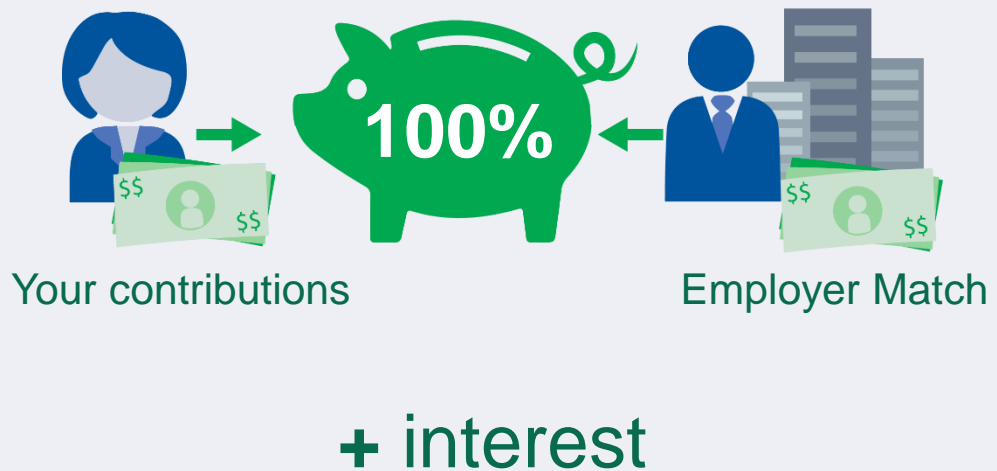 100%
$$
$$
$$
$$
Your contributions
Employer Match
+ interest